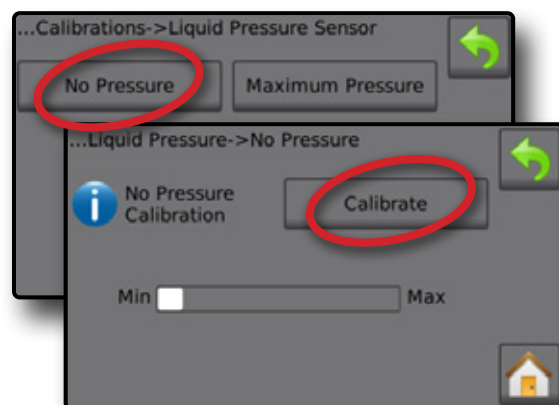 ...Calibrations->Liquid Pressure Sensor
No Pressure Maximum Pressure
...Liquid Pressure->No Pressure
No Pressure
Calibration
Calibrate
Min Max